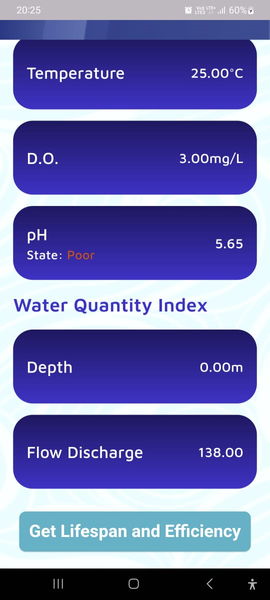 20:25
60%
Temperature 25.00°C
D.O. 3.00mg/L
pH 5.65
State: Poor
Water Quantity Index
Depth 0.00m
Flow Discharge 138.00
Get Lifespan and Efficiency